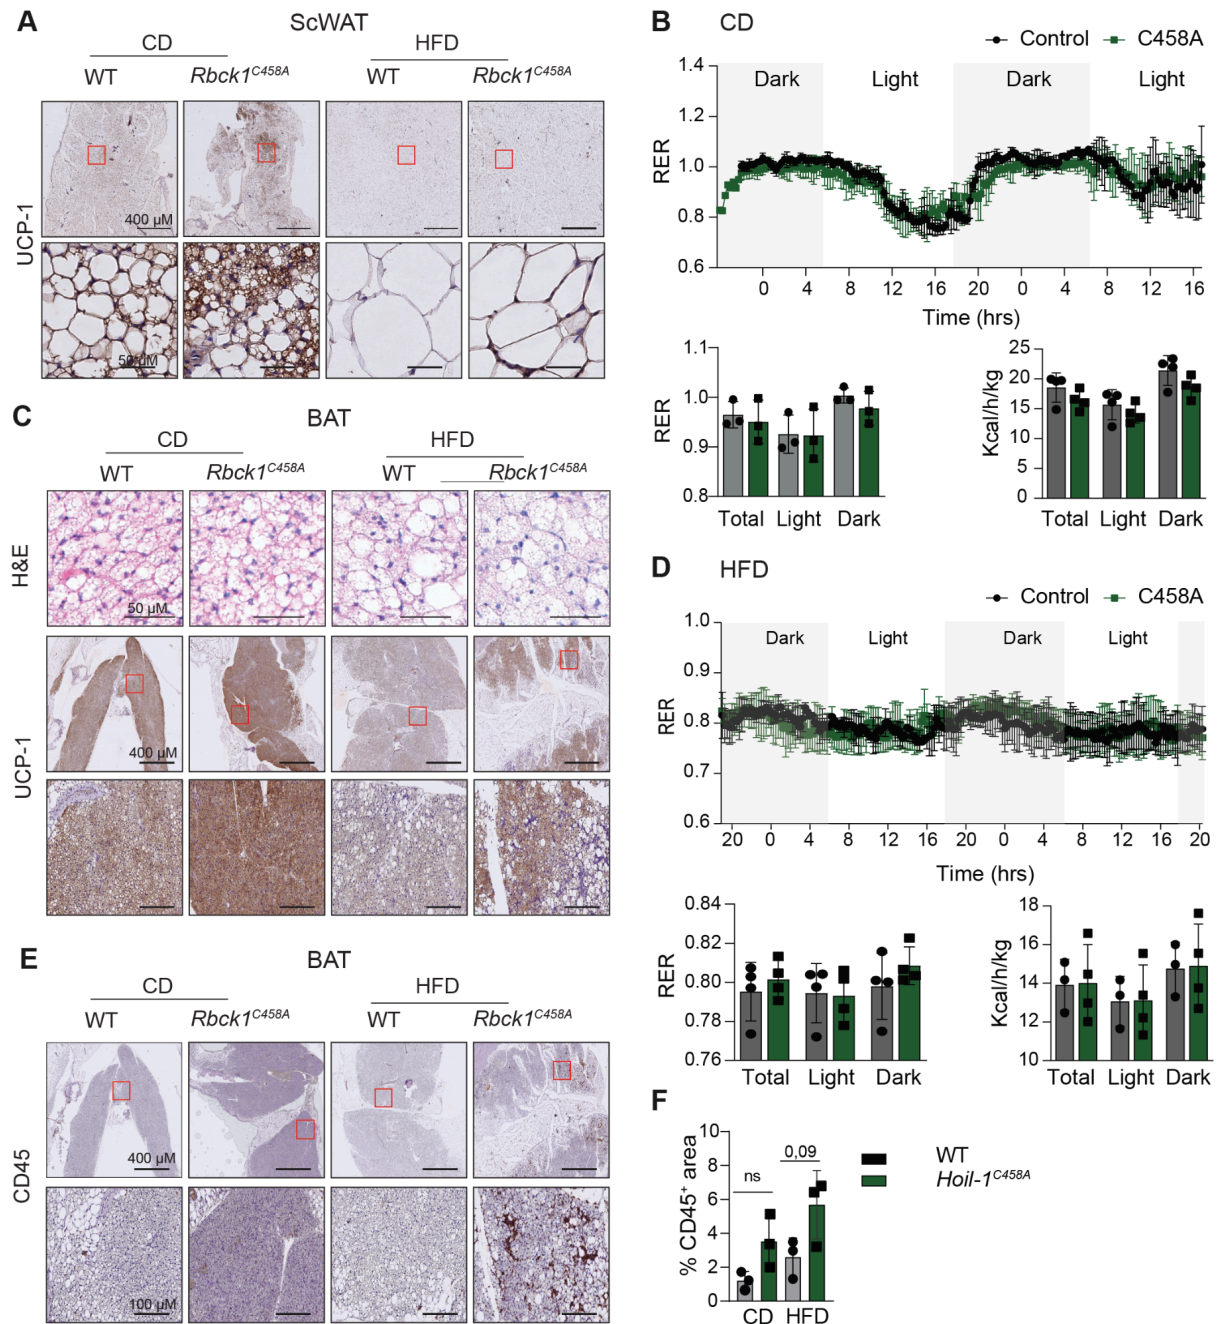 A
ScWAT
CD HFD
WT Rbck1C458A WT Rbck1C458A
UCP-1
400 µM
50 µM
B CD
Control C458A
Dark Light Dark Light
RER
1.4
1.2
1.0
0.8
0.6
0 4 8 12 16 0 4 8 12 16
Time (hrs)
RER
1.1
1.0
0.9
0.8
Total Light Dark
Kcal/h/kg
25
20
15
10
5
0
Total Light Dark
C
BAT
CD HFD
WT Rbck1C458A WT Rbck1C458A
H&E
50 µM
UCP-1
400 µM
D HFD
Control C458A
Dark Light Dark Light
RER
1.0
0.9
0.8
0.7
0.6
20 0 4 8 12 16 20 0 4 8 12 16 20
Time (hrs)
RER
0.84
0.82
0.80
0.78
0.76
Total Light Dark
Kcal/h/kg
18
16
14
12
10
Total Light Dark
E
BAT
CD HFD
WT Rbck1C458A WT Rbck1C458A
CD45
400 µM
100 µM
F
% CD45+ area
10
8
6
4
2
0
ns
0,09
CD HFD
WT
Hoil-1C458A